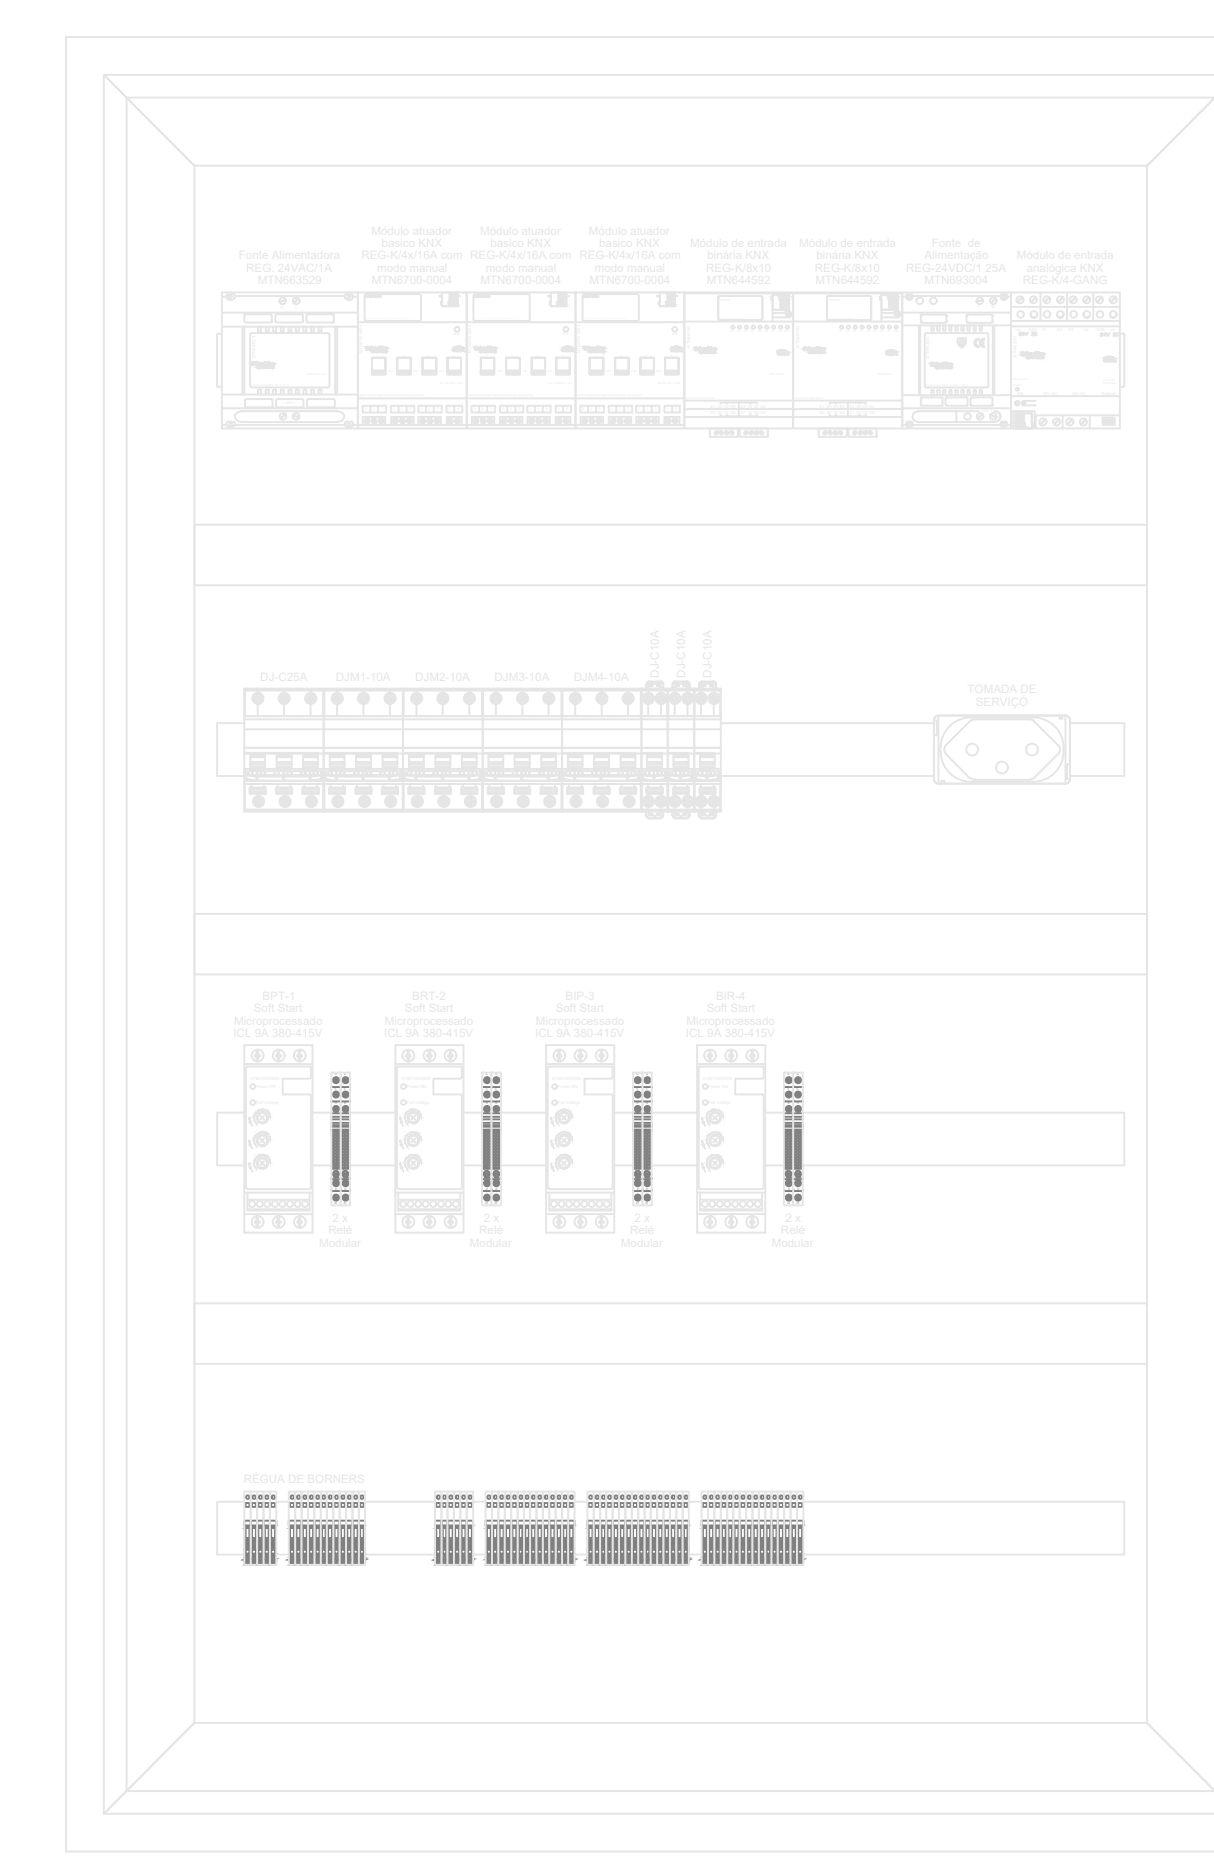 Fonte Alimentadora
REG. 24VAC/1A
MTN663529
Módulo atuador
basico KNX
REG-K/4x/16A com
modo manual
MTN6700-0004
Módulo atuador
basico KNX
REG-K/4x/16A com
modo manual
MTN6700-0004
Módulo atuador
basico KNX
REG-K/4x/16A com
modo manual
MTN6700-0004
Módulo de entrada
binária KNX
REG-K/8x10
MTN644592
Módulo de entrada
binária KNX
REG-K/8x10
MTN644592
Fonte de
Alimentação
REG-24VDC/1 25A
MTN693004
Módulo de entrada
analógica KNX
REG-K/4-GANG
DJ-C25A
DJM1-10A
DJM2-10A
DJM3-10A
DJM4-10A
DJ-C10A
DJ-C10A
DJ-C10A
TOMADA DE
SERVIÇO
BPT-1
Soft Start
Microprocessado
ICL 9A 380-415V
BRT-2
Soft Start
Microprocessado
ICL 9A 380-415V
BIP-3
Soft Start
Microprocessado
ICL 9A 380-415V
BIR-4
Soft Start
Microprocessado
ICL 9A 380-415V
2 x
Relé
Modular
2 x
Relé
Modular
2 x
Relé
Modular
2 x
Relé
Modular
RÉGUA DE BORNERS